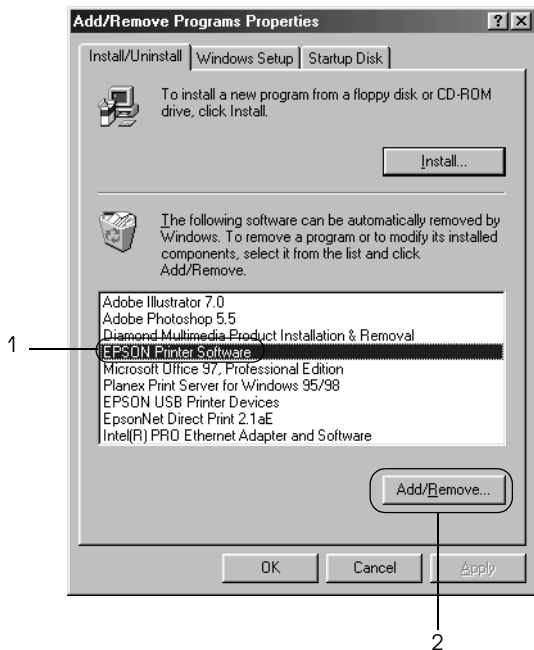 Add/Remove Programs Properties
Install/Uninstall
Windows Setup
Startup Disk
To install a new program from a floppy disk or CD-ROM
drive, click Install.
Install...
The following software can be automatically removed by
Windows. To remove a program or to modify its installed
components, select it from the list and click
Add/Remove.
Adobe Illustrator 7.0
Adobe Photoshop 5.5
Diamond Multimedia Product Installation & Removal
1
EPSON Printer Software
Microsoft Office 97, Professional Edition
Planex Print Server for Windows 95/98
EPSON USB Printer Devices
EpsonNet Direct Print 2.1aE
Intel(R) PRO Ethernet Adapter and Software
Add/Remove...
OK
Cancel
Apply
2